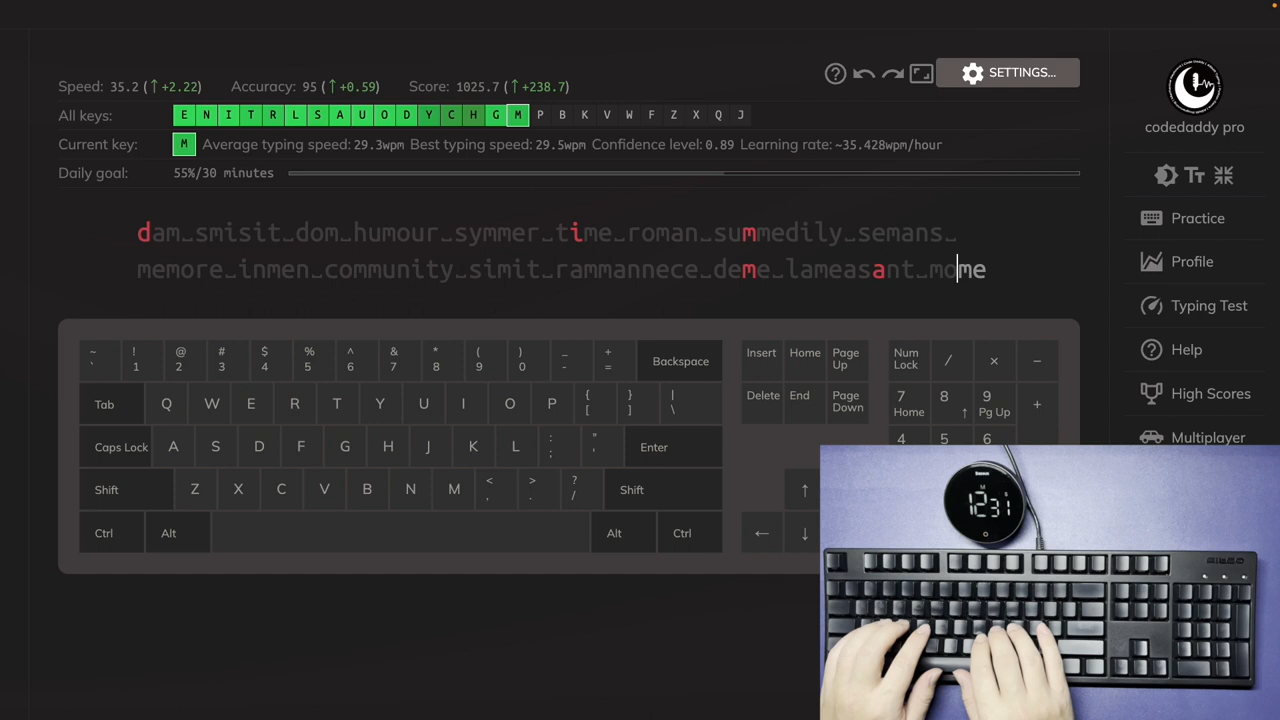 Speed: 35.2 (↑+2.22) Accuracy: 95 (↑+0.59) Score: 1025.7 (↑+238.7)
SETTINGS...
All keys: E N I T R L S A U O D Y C H G M P B K V W F Z X Q J
Current key: M Average typing speed: 29.3wpm Best typing speed: 29.5wpm Confidence level: 0.89 Learning rate: ~35.428wpm/hour
Daily goal: 55%/30 minutes
dam smisit dom humour symmer time roman summedily semans
memore inmen community simit rammannece deme lameasant mome
~ ! @ # $ % ^ & * ( ) _ +
` 1 2 3 4 5 6 7 8 9 0 - = Backspace
Tab Q W E R T Y U I O P { [ } ] | \
Caps Lock A S D F G H J K L : ; " ' Enter
Shift Z X C V B N M < , > . ? / Shift
Ctrl Alt Alt Ctrl
Insert Home Page Up
Delete End Page Down
↑
← ↓
Num Lock / × −
7 Home 8 ↑ 9 Pg Up +
4 5 6
codedaddy pro
TT
Practice
Profile
Typing Test
Help
High Scores
Multiplayer
12:31
FILCO